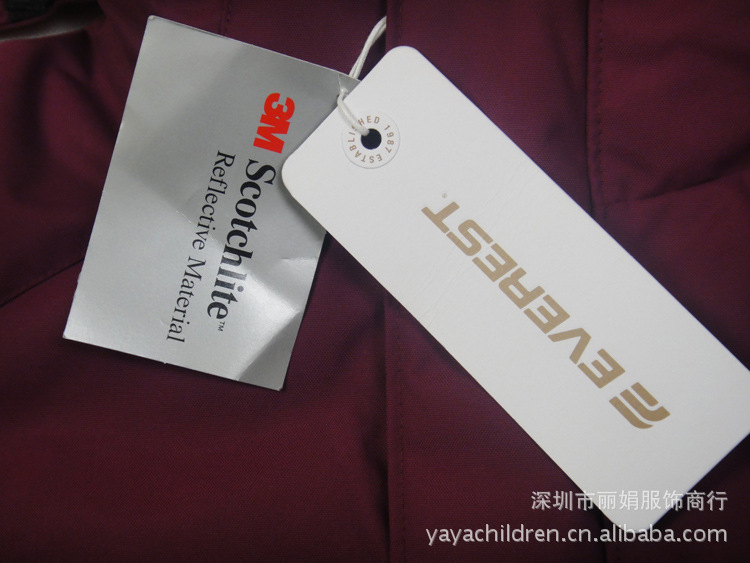 3M Scotchlite™
Reflective Material
ESTABLISHED 1987
EVEREST
深圳市丽娟服饰商行
yayachildren.cn.alibaba.com